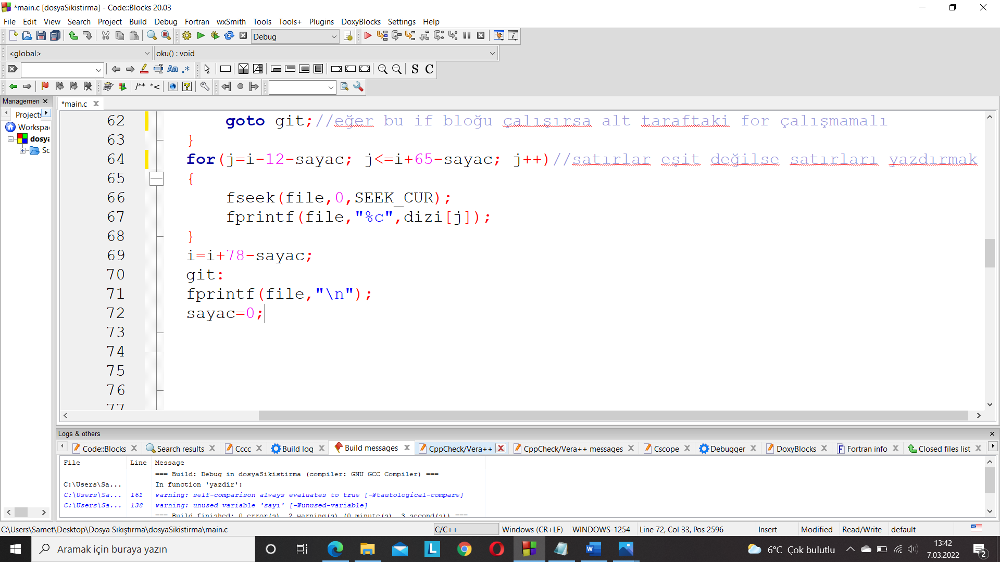 *main.c [dosyaSikistirma] - Code::Blocks 20.03
File Edit View Search Project Build Debug Fortran wxSmith Tools Tools+ Plugins DoxyBlocks Settings Help
Debug
<global> oku() : void
Aa .* S C
/** *<
Managemen
Projects
Workspa
dosya
Sc
*main.c
62 goto git;//eğer bu if bloğu çalışırsa alt taraftaki for çalışmamalı
63 }
64 for(j=i-12-sayac; j<=i+65-sayac; j++)//satırlar eşit değilse satırları yazdırmak
65 {
66 fseek(file,0,SEEK_CUR);
67 fprintf(file,"%c",dizi[j]);
68 }
69 i=i+78-sayac;
70 git:
71 fprintf(file,"\n");
72 sayac=0;
73
74
75
76
77
Logs & others
Code::Blocks Search results Cccc Build log Build messages CppCheck/Vera++ CppCheck/Vera++ messages Cscope Debugger DoxyBlocks Fortran info Closed files list
File Line Message
=== Build: Debug in dosyaSikistirma (compiler: GNU GCC Compiler) ===
C:\Users\Sa... In function 'yazdir':
C:\Users\Sa... 161 warning: self-comparison always evaluates to true [-Wtautological-compare]
C:\Users\Sa... 138 warning: unused variable 'sayi' [-Wunused-variable]
=== Build finished: 0 error(s), 2 warning(s) (0 minute(s), 3 second(s)) ===
C:\Users\Samet\Desktop\Dosya Sıkıştırma\dosyaSikistirma\main.c C/C++ Windows (CR+LF) WINDOWS-1254 Line 72, Col 33, Pos 2596 Insert Modified Read/Write default
Aramak için buraya yazın
6°C Çok bulutlu
13:42
7.03.2022
2